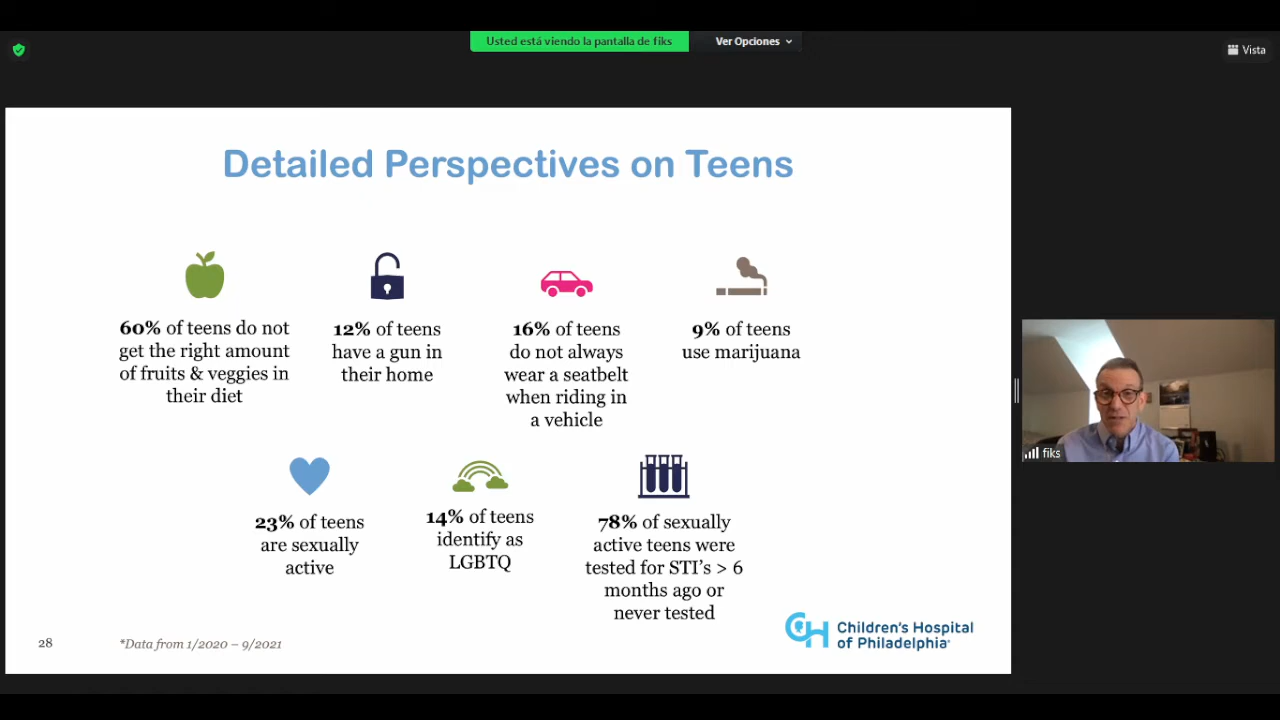 Usted está viendo la pantalla de fiks
Ver Opciones
Vista
Detailed Perspectives on Teens
60% of teens do not
get the right amount
of fruits & veggies in
their diet
12% of teens
have a gun in
their home
16% of teens
do not always
wear a seatbelt
when riding in
a vehicle
9% of teens
use marijuana
23% of teens
are sexually
active
14% of teens
identify as
LGBTQ
78% of sexually
active teens were
tested for STI's > 6
months ago or
never tested
28
*Data from 1/2020 – 9/2021
CH
Children's Hospital
of Philadelphia
fiks